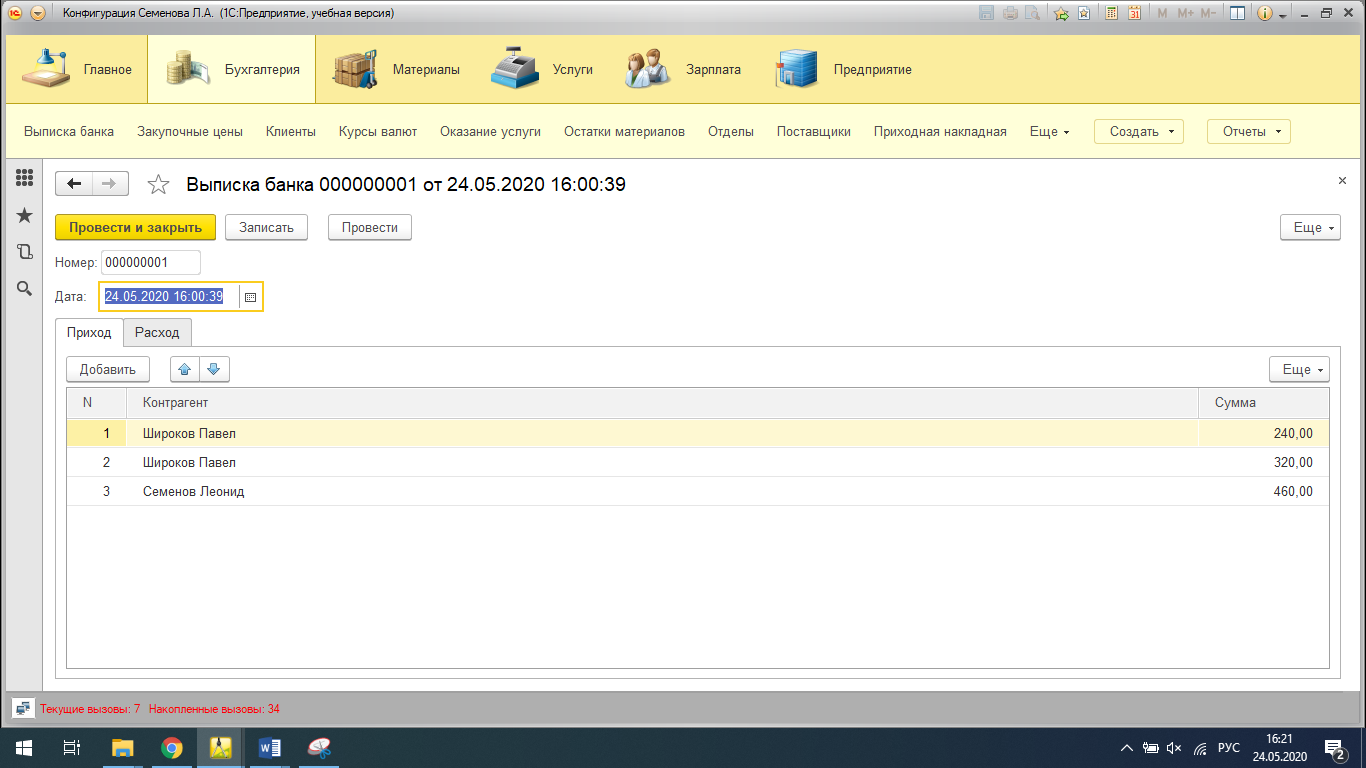 Конфигурация Семенова Л.А. (1С:Предприятие, учебная версия)
M M+ M-
Главное Бухгалтерия Материалы Услуги Зарплата Предприятие
Выписка банка Закупочные цены Клиенты Курсы валют Оказание услуги Остатки материалов Отделы Поставщики Приходная накладная Еще Создать Отчеты
Выписка банка 000000001 от 24.05.2020 16:00:39
Провести и закрыть Записать Провести Еще
Номер: 000000001
Дата: 24.05.2020 16:00:39
Приход Расход
Добавить Еще
N Контрагент Сумма
1 Широков Павел 240,00
2 Широков Павел 320,00
3 Семенов Леонид 460,00
Текущие вызовы: 7 Накопленные вызовы: 34
РУС 16:21
24.05.2020 2